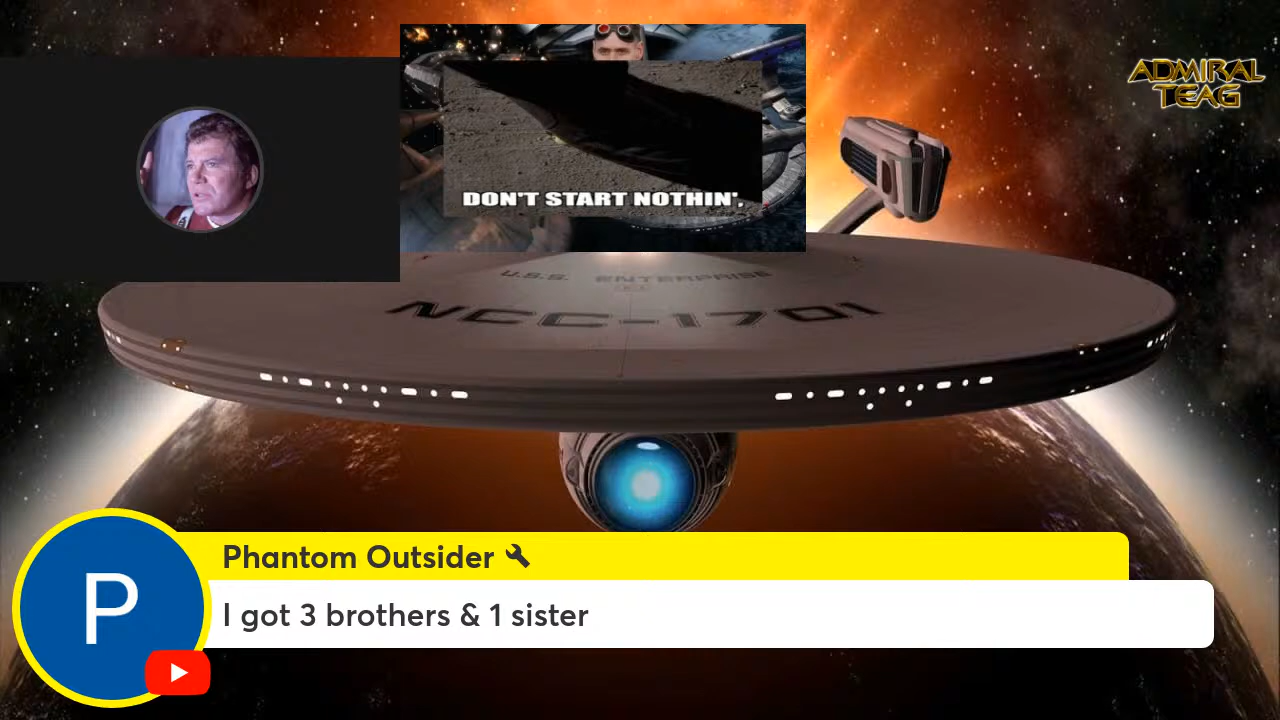 ADMIRAL
TEAG
DON'T START NOTHIN'.
U.S.S. ENTERPRISE
NCC-1701
Phantom Outsider
P
I got 3 brothers & 1 sister